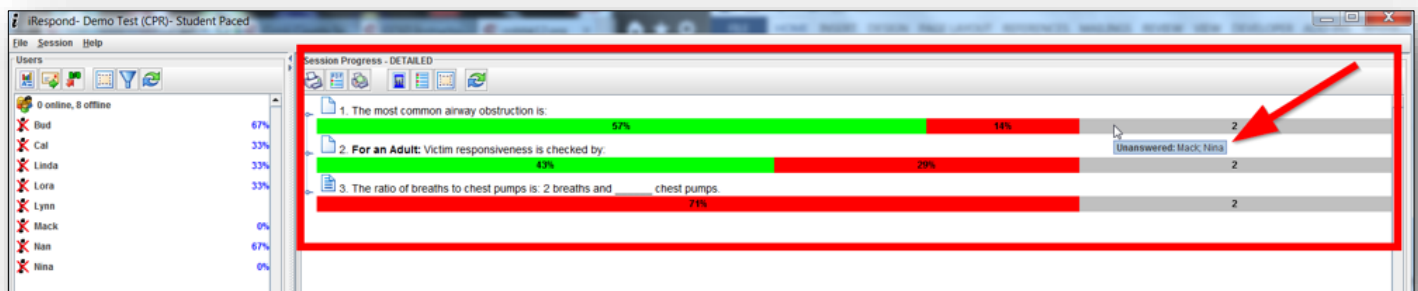 iRespond- Demo Test (CPR)- Student Paced
File Session Help
Users
0 online, 8 offline
Bud 67%
Cal 33%
Linda 33%
Lora 33%
Lynn
Mack 0%
Nan 67%
Nina 0%
Session Progress - DETAILED
1. The most common airway obstruction is:
57% 14% 2
Unanswered: Mack; Nina
2. For an Adult: Victim responsiveness is checked by:
43% 29% 2
3. The ratio of breaths to chest pumps is: 2 breaths and ______ chest pumps.
71% 2